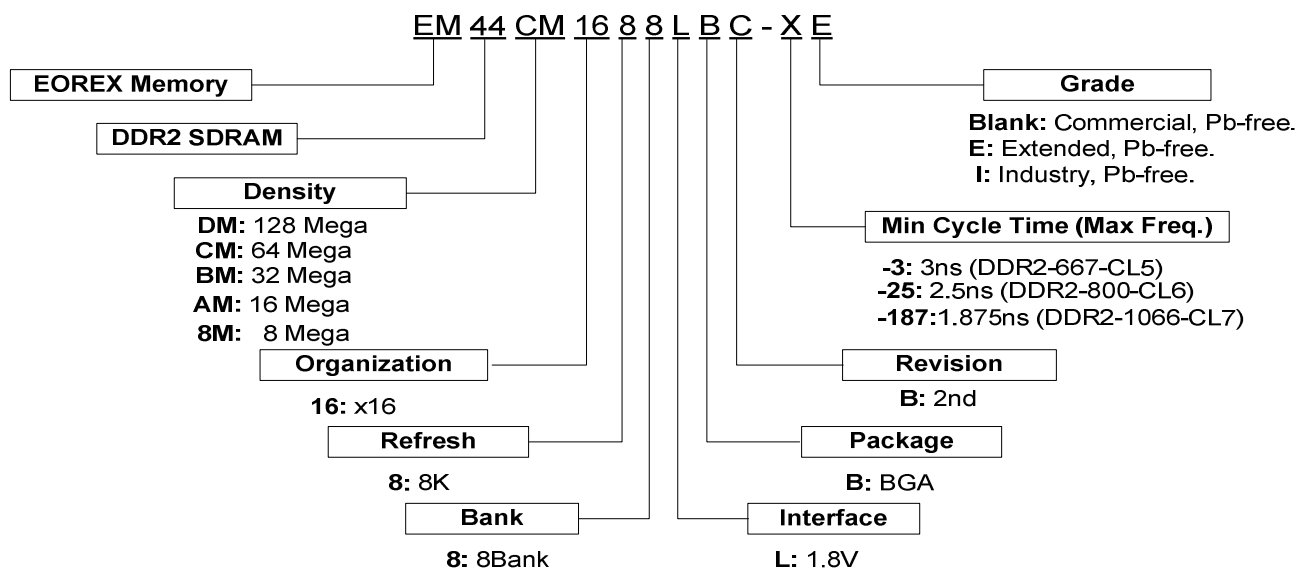 EM 44 CM 16 8 8 L B C - X E
EOREX Memory
DDR2 SDRAM
Density
DM: 128 Mega
CM: 64 Mega
BM: 32 Mega
AM: 16 Mega
8M: 8 Mega
Organization
16: x16
Refresh
8: 8K
Bank
8: 8Bank
Grade
Blank: Commercial, Pb-free.
E: Extended, Pb-free.
I: Industry, Pb-free.
Min Cycle Time (Max Freq.)
-3: 3ns (DDR2-667-CL5)
-25: 2.5ns (DDR2-800-CL6)
-187:1.875ns (DDR2-1066-CL7)
Revision
B: 2nd
Package
B: BGA
Interface
L: 1.8V